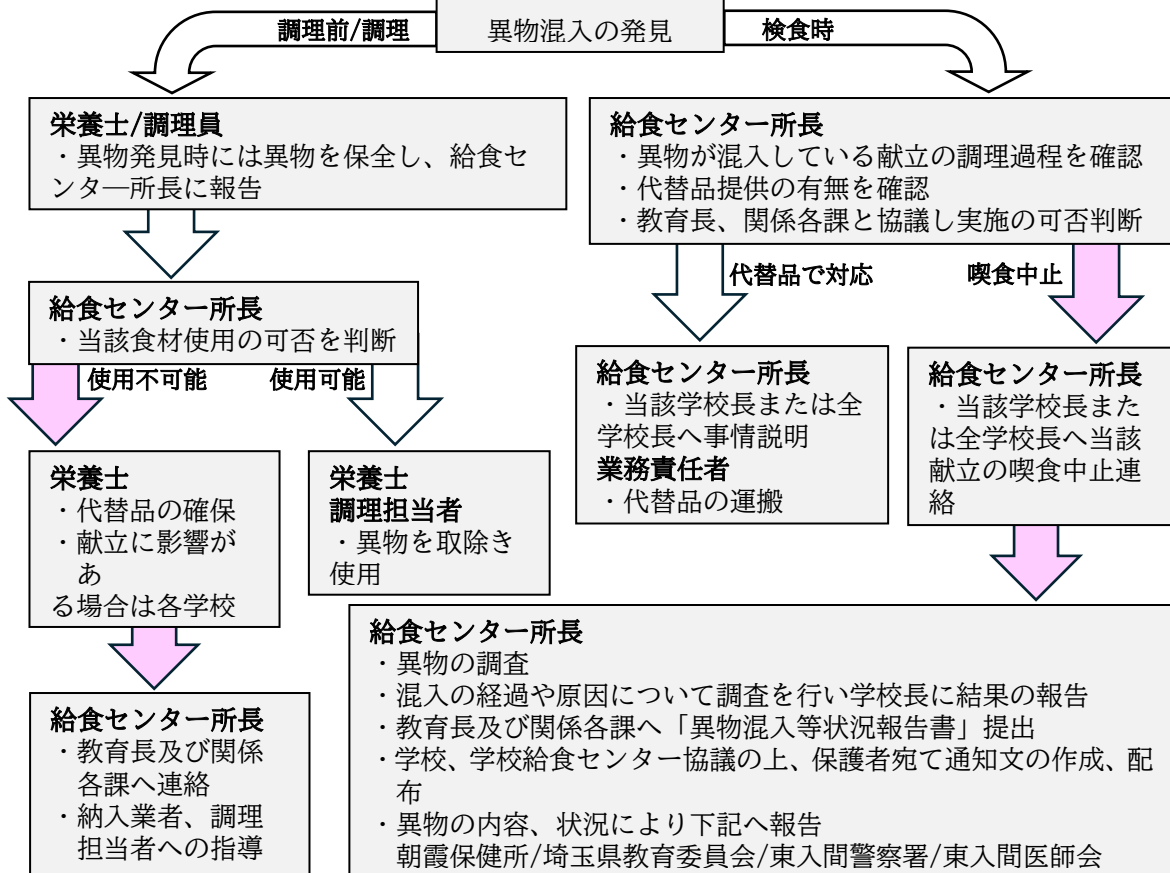 異物混入の発見
調理前/調理
検食時
栄養士/調理員
・異物発見時には異物を保全し、給食セ
ンタ―所長に報告
給食センター所長
・当該食材使用の可否を判断
使用不可能
使用可能
栄養士
・代替品の確保
・献立に影響が
あ
る場合は各学校
栄養士
調理担当者
・異物を取除き
使用
給食センター所長
・教育長及び関係
各課へ連絡
・納入業者、調理
担当者への指導
給食センター所長
・異物が混入している献立の調理過程を確認
・代替品提供の有無を確認
・教育長、関係各課と協議し実施の可否判断
代替品で対応
喫食中止
給食センター所長
・当該学校長または全
学校長へ事情説明
業務責任者
・代替品の運搬
給食センター所長
・当該学校長また
は全学校長へ当該
献立の喫食中止連
絡
給食センター所長
・異物の調査
・混入の経過や原因について調査を行い学校長に結果の報告
・教育長及び関係各課へ「異物混入等状況報告書」提出
・学校、学校給食センター協議の上、保護者宛て通知文の作成、配
布
・異物の内容、状況により下記へ報告
朝霞保健所/埼玉県教育委員会/東入間警察署/東入間医師会